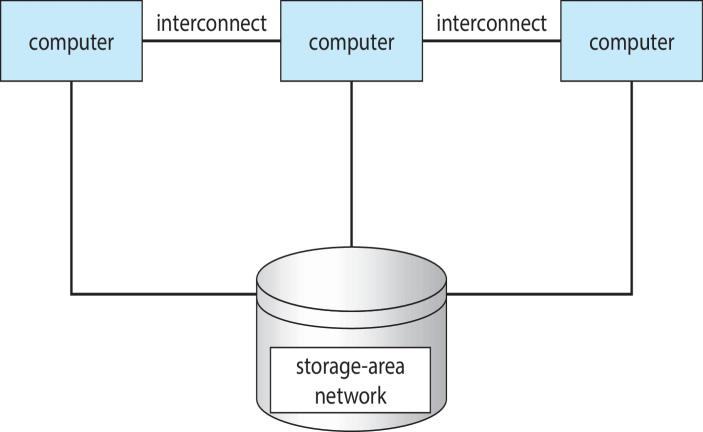 computer
interconnect
computer
interconnect
computer
storage-area
network